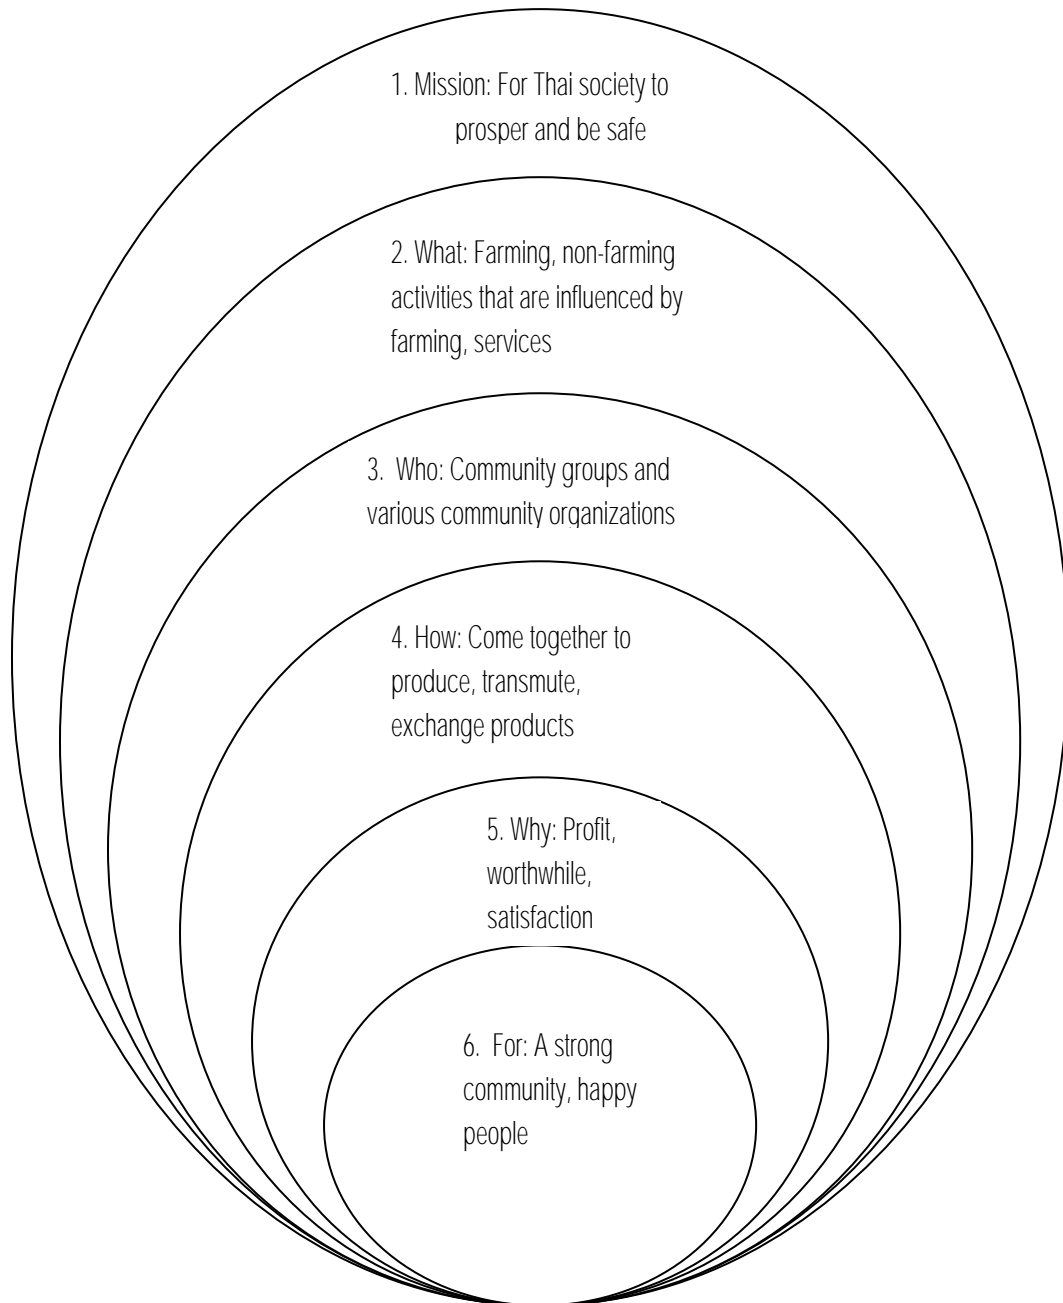 1. Mission: For Thai society to
prosper and be safe
2. What: Farming, non-farming
activities that are influenced by
farming, services
3. Who: Community groups and
various community organizations
4. How: Come together to
produce, transmute,
exchange products
5. Why: Profit,
worthwhile,
satisfaction
6. For: A strong
community, happy
people